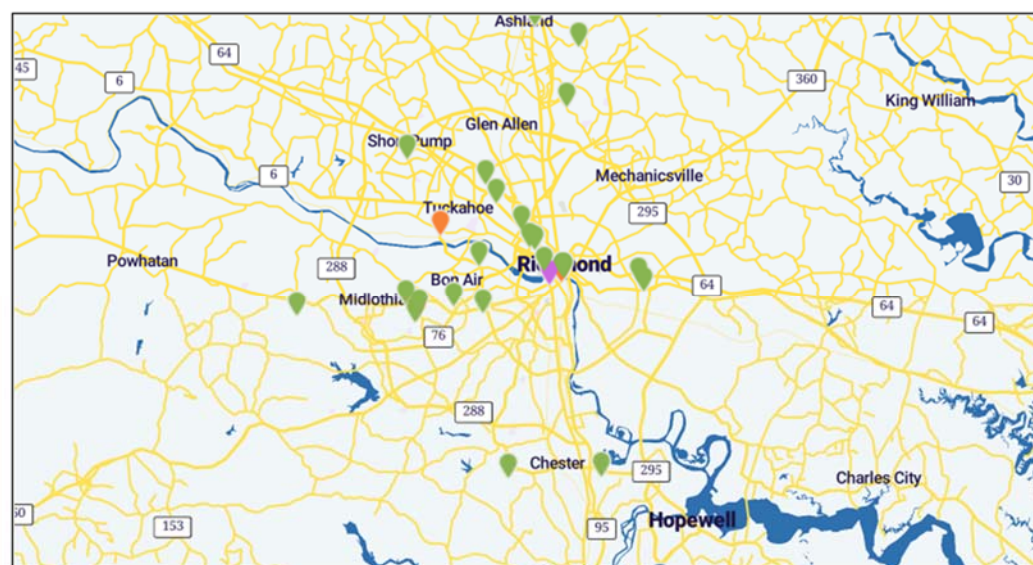 Ashland
64
45
6
360
King William
Glen Allen
Short Pump
Mechanicsville
6
30
Tuckahoe
295
Powhatan
288
Richmond
Bon Air
64
Midlothian
64
64
76
288
Chester
295
Charles City
60
153
95
Hopewell